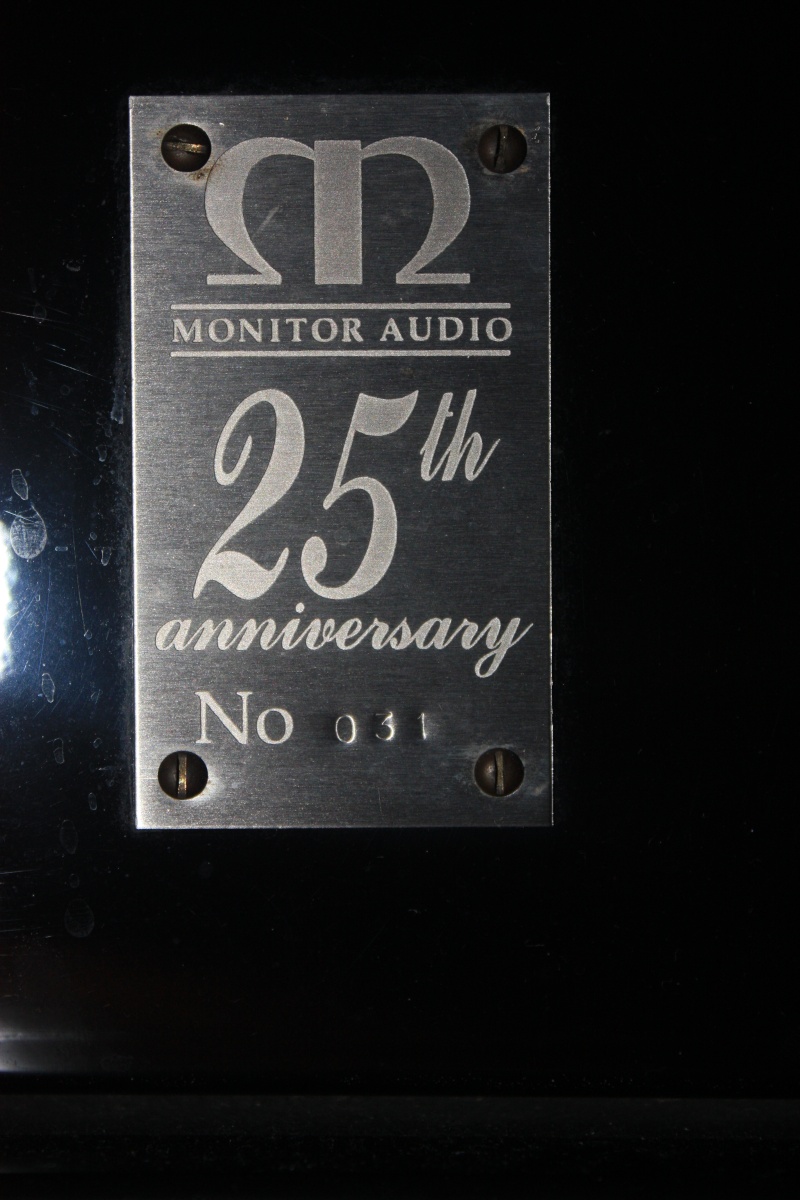 MONITOR AUDIO
25th
anniversary
No 031